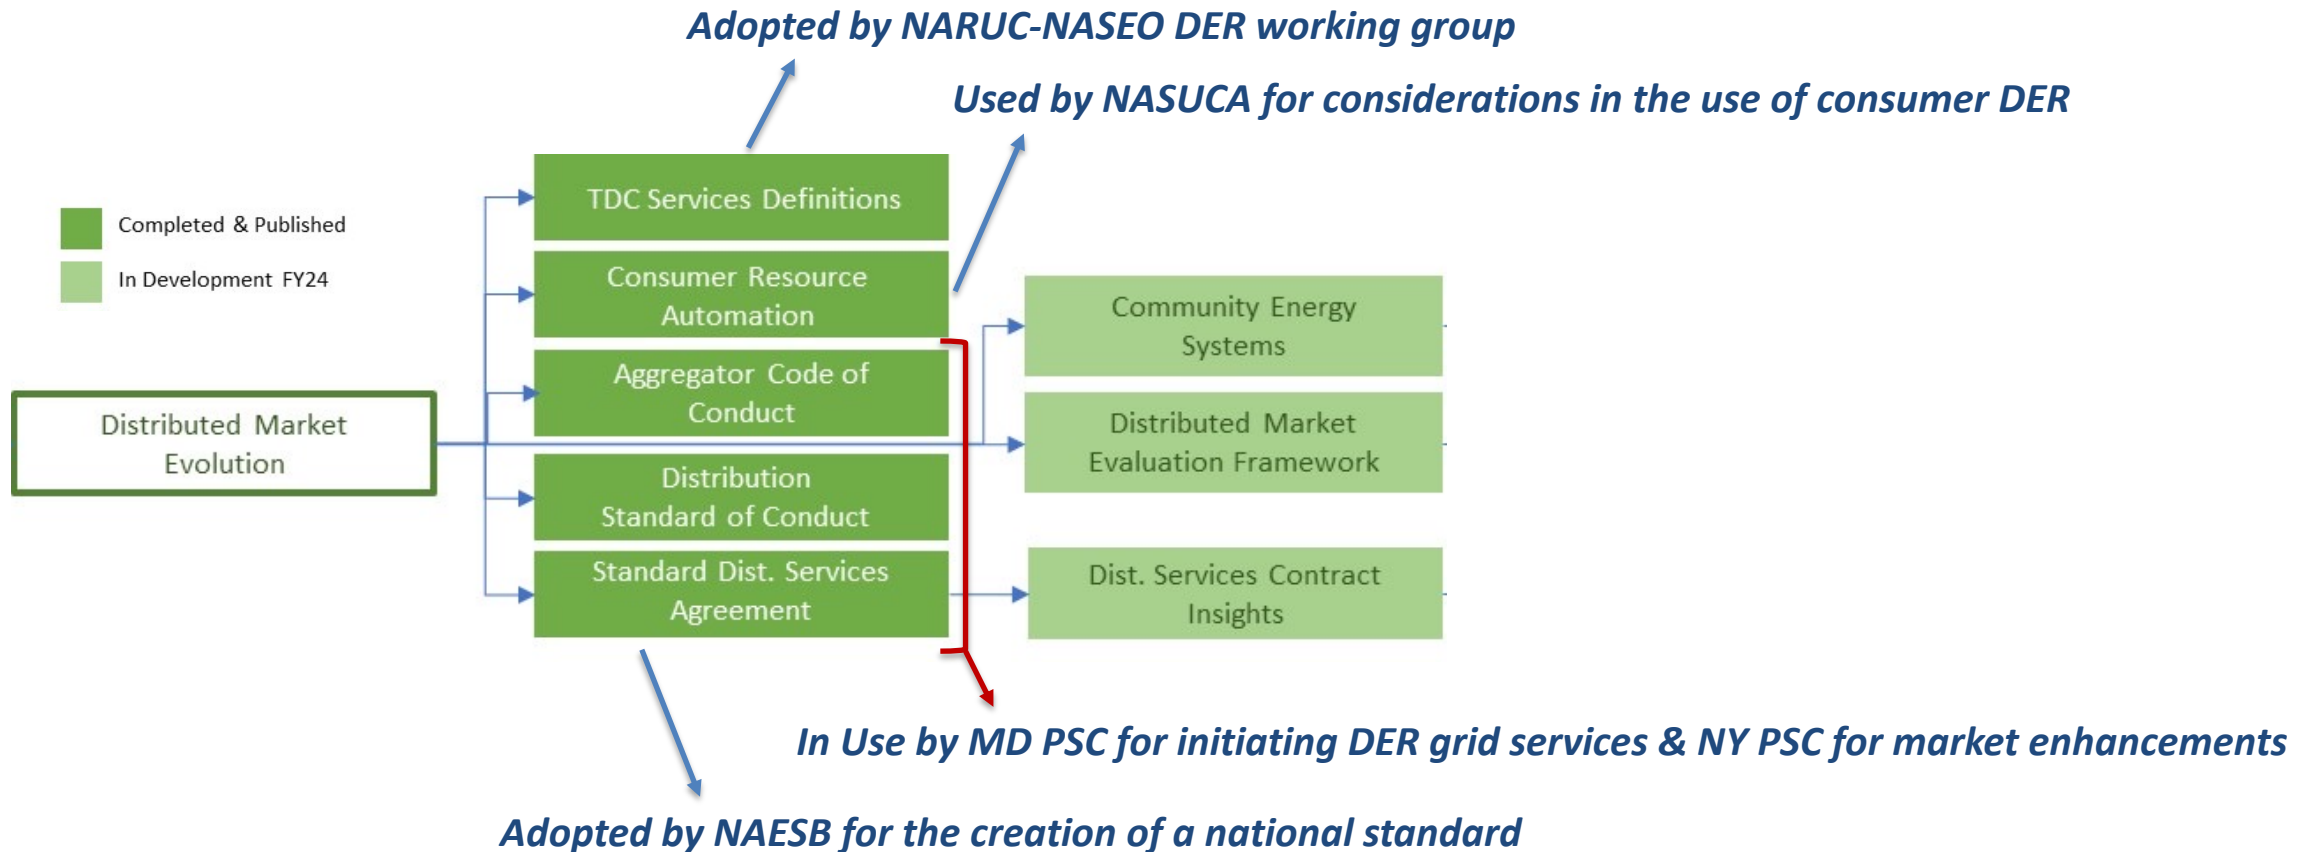 Adopted by NARUC-NASEO DER working group
Used by NASUCA for considerations in the use of consumer DER
Completed & Published
In Development FY24
TDC Services Definitions
Consumer Resource
Automation
Aggregator Code of
Conduct
Distribution
Standard of Conduct
Standard Dist. Services
Agreement
Distributed Market
Evolution
Community Energy
Systems
Distributed Market
Evaluation Framework
Dist. Services Contract
Insights
In Use by MD PSC for initiating DER grid services & NY PSC for market enhancements
Adopted by NAESB for the creation of a national standard